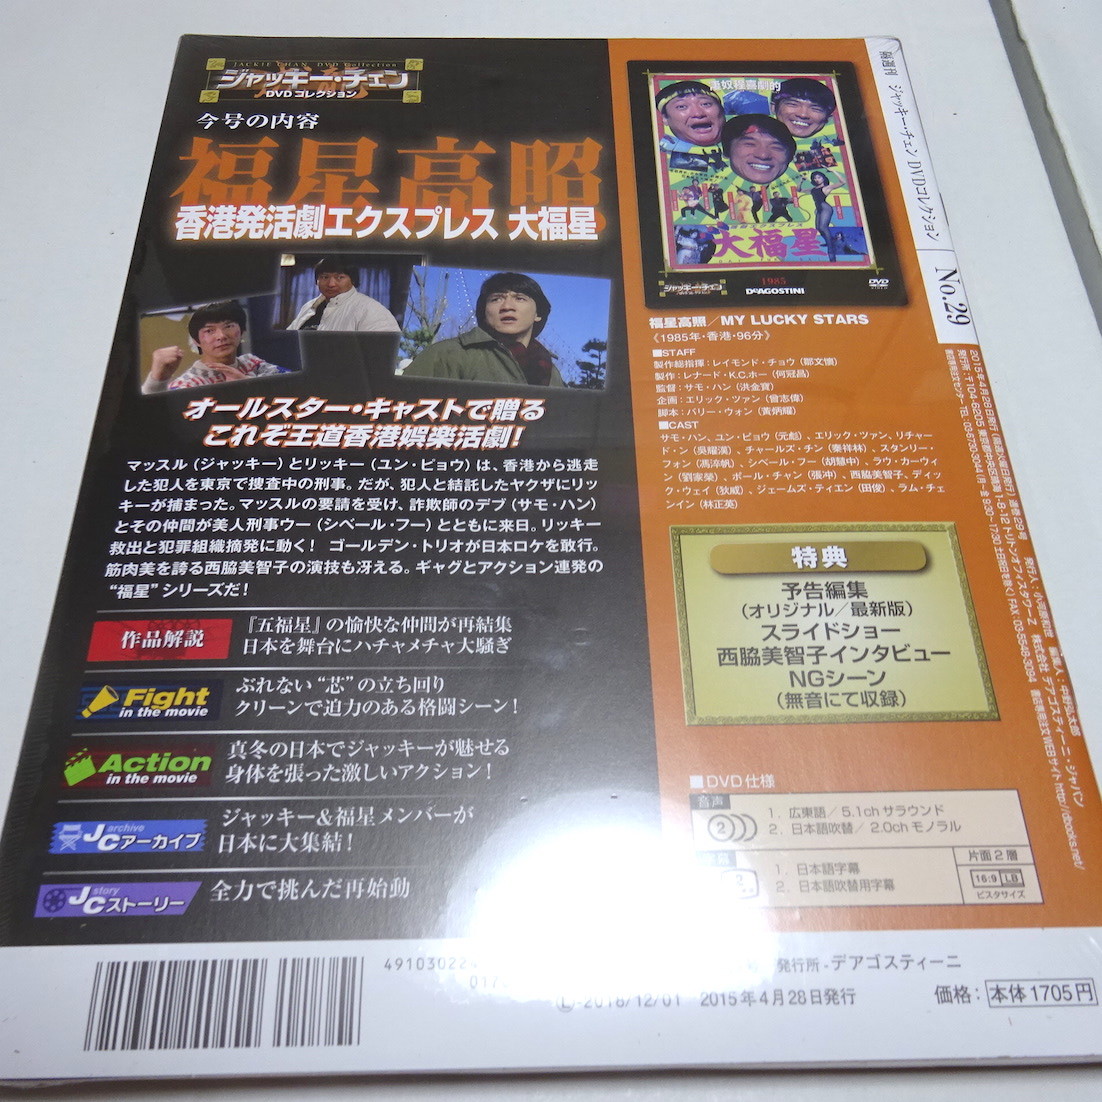 JACKIE CHAN DVD Collection
ジャッキー・チェン
DVDコレクション
今号の内容
福星高照
香港発活劇エクスプレス 大福星
オールスター・キャストで贈る
これぞ王道香港娯楽活劇!
マッスル(ジャッキー)とリッキー(ユン・ピョウ)は、香港から逃走
した犯人を東京で捜査中の刑事。だが、犯人と結託したヤクザにリッ
キーが捕まった。マッスルの要請を受け、詐欺師のデブ(サモ・ハン)
とその仲間が美人刑事ウー(シベール・フー)とともに来日。リッキー
救出と犯罪組織摘発に動く! ゴールデン・トリオが日本ロケを敢行。
筋肉美を誇る西脇美智子の演技も冴える。ギャグとアクション連発の
“福星”シリーズだ!
作品解説
『五福星』の愉快な仲間が再結集
日本を舞台にハチャメチャ大騒ぎ
Fight
in the movie
ぶれない“芯”の立ち回り
クリーンで迫力のある格闘シーン!
Action
in the movie
真冬の日本でジャッキーが魅せる
身体を張った激しいアクション!
archive
JCアーカイブ
ジャッキー&福星メンバーが
日本に大集結!
story
JCストーリー
全力で挑んだ再始動
大福星
1985
DeAGOSTINI
DVD
VIDEO
ジャッキー・チェン
福星高照/MY LUCKY STARS
《1985年・香港・96分》
■STAFF
製作総指揮:レイモンド・チョウ(鄒文懐)
製作:レナード・K.C.ホー(何冠昌)
監督:サモ・ハン(洪金寶)
企画:エリック・ツァン(曾志偉)
脚本:バリー・ウォン(黃炳耀)
■CAST
サモ・ハン、ユン・ピョウ(元彪)、エリック・ツァン、リチャー
ド・ン(吳耀漢)、チャールズ・チン(秦祥林)、スタンリー・
フォン(馮淬帆)、シベール・フー(胡慧中)、ラウ・カーウィ
ン(劉家榮)、ポール・チャン(張冲)、西脇美智子、ディッ
ク・ウェイ(狄威)、ジェームズ・ティエン(田俊)、ラム・チェ
ンイン(林正英)
特典
予告編集
(オリジナル/最新版)
スライドショー
西脇美智子インタビュー
NGシーン
(無音にて収録)
■DVD仕様
音声
2
1. 広東語/5.1chサラウンド
2. 日本語吹替/2.0chモノラル
字幕
2
1. 日本語字幕
2. 日本語吹替用字幕
片面2層
16:9 LB
ビスタサイズ
隔週刊 ジャッキー・チェンDVDコレクション No.29
49103022
発行所-デアゴスティーニ
2015年4月28日発行
価格:本体1705円